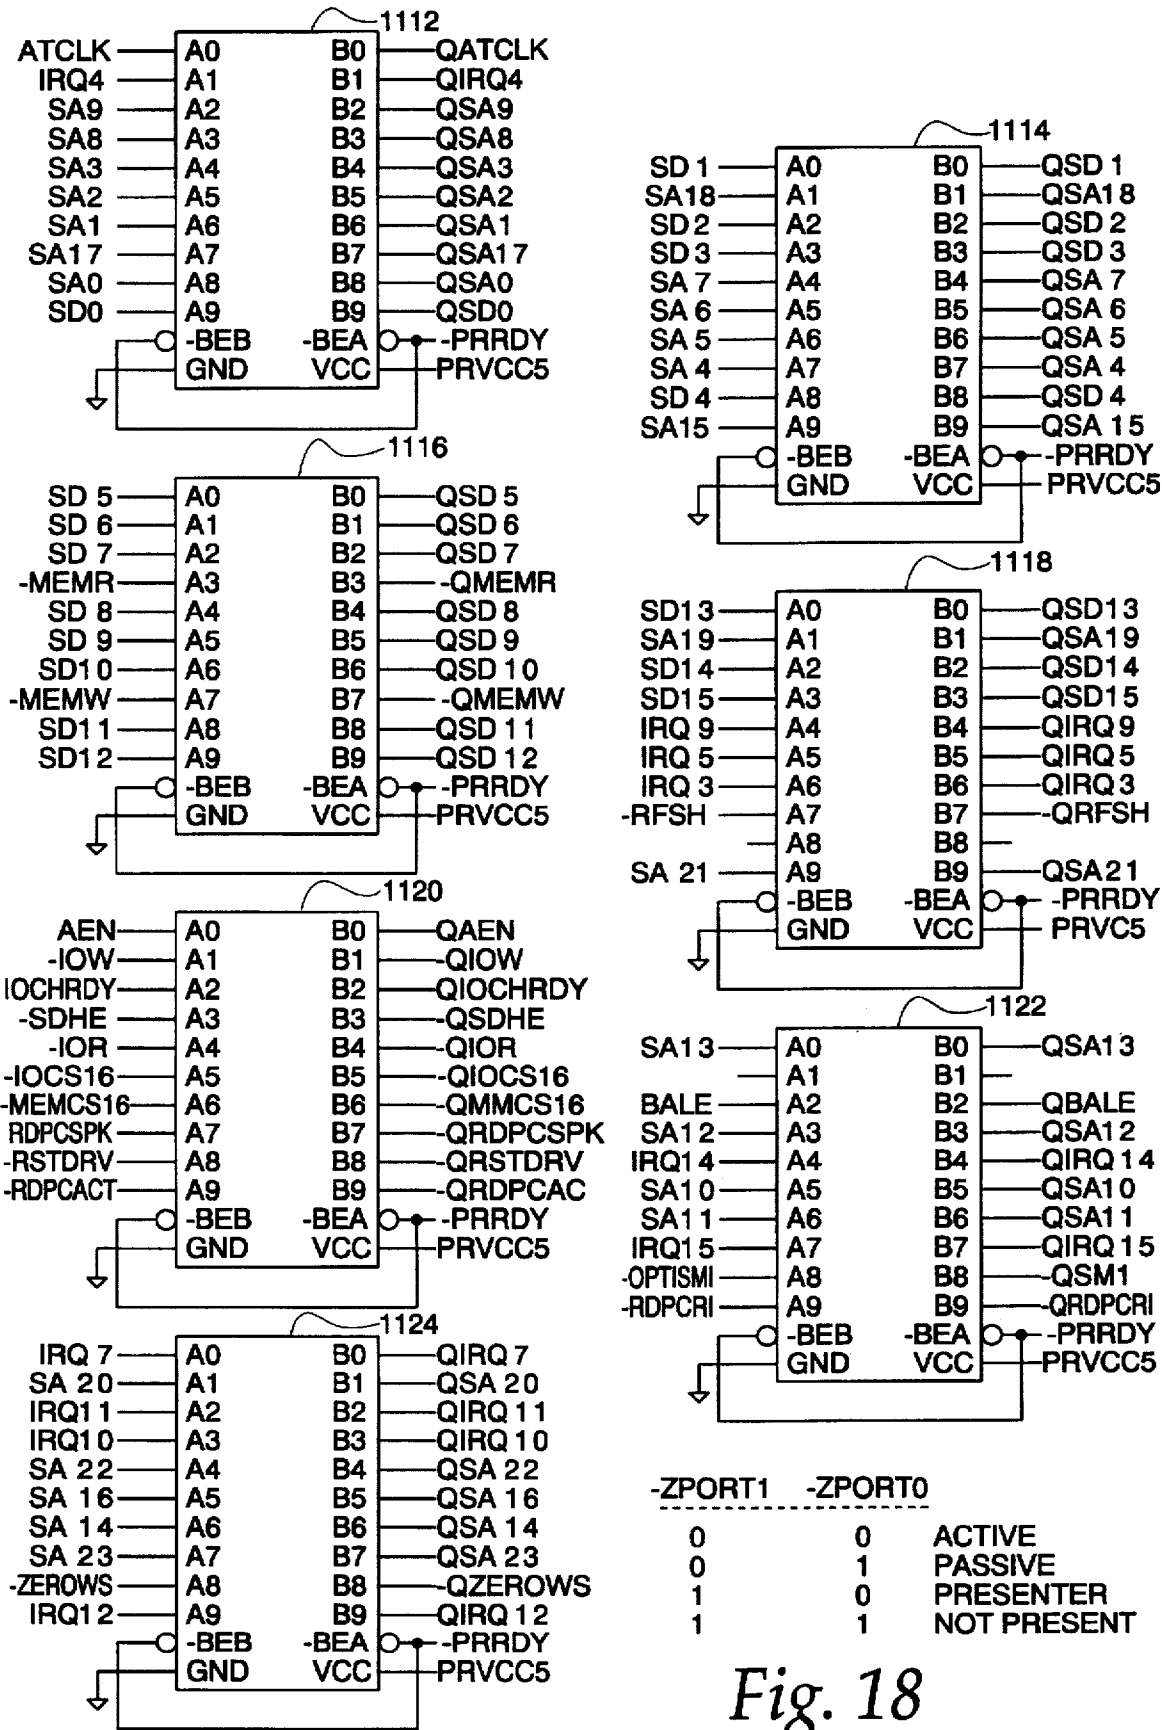 1112
ATCLK A0 B0 QATCLK
IRQ4 A1 B1 QIRQ4
SA9 A2 B2 QSA9
SA8 A3 B3 QSA8
SA3 A4 B4 QSA3
SA2 A5 B5 QSA2
SA1 A6 B6 QSA1
SA17 A7 B7 QSA17
SA0 A8 B8 QSA0
SD0 A9 B9 QSD0
-BEB -BEA -PRRDY
GND VCC PRVCC5
1114
SD 1 A0 B0 QSD 1
SA18 A1 B1 QSA18
SD 2 A2 B2 QSD 2
SD 3 A3 B3 QSD 3
SA 7 A4 B4 QSA 7
SA 6 A5 B5 QSA 6
SA 5 A6 B6 QSA 5
SA 4 A7 B7 QSA 4
SD 4 A8 B8 QSD 4
SA15 A9 B9 QSA 15
-BEB -BEA -PRRDY
GND VCC PRVCC5
1116
SD 5 A0 B0 QSD 5
SD 6 A1 B1 QSD 6
SD 7 A2 B2 QSD 7
-MEMR A3 B3 -QMEMR
SD 8 A4 B4 QSD 8
SD 9 A5 B5 QSD 9
SD10 A6 B6 QSD 10
-MEMW A7 B7 -QMEMW
SD11 A8 B8 QSD 11
SD12 A9 B9 QSD 12
-BEB -BEA -PRRDY
GND VCC PRVCC5
1118
SD13 A0 B0 QSD13
SA19 A1 B1 QSA19
SD14 A2 B2 QSD14
SD15 A3 B3 QSD15
IRQ 9 A4 B4 QIRQ 9
IRQ 5 A5 B5 QIRQ 5
IRQ 3 A6 B6 QIRQ 3
-RFSH A7 B7 -QRFSH
A8 B8
SA 21 A9 B9 QSA21
-BEB -BEA -PRRDY
GND VCC PRVC5
1120
AEN A0 B0 QAEN
-IOW A1 B1 -QIOW
IOCHRDY A2 B2 QIOCHRDY
-SDHE A3 B3 -QSDHE
-IOR A4 B4 -QIOR
-IOCS16 A5 B5 -QIOCS16
-MEMCS16 A6 B6 -QMMCS16
RDPCSPK A7 B7 -QRDPCSPK
-RSTDRV A8 B8 -QRSTDRV
-RDPCACT A9 B9 -QRDPCAC
-BEB -BEA -PRRDY
GND VCC PRVCC5
1122
SA13 A0 B0 QSA13
A1 B1
BALE A2 B2 QBALE
SA12 A3 B3 QSA12
IRQ14 A4 B4 QIRQ 14
SA10 A5 B5 QSA10
SA11 A6 B6 QSA11
IRQ15 A7 B7 QIRQ 15
-OPTISMI A8 B8 -QSM1
-RDPCRI A9 B9 -QRDPCRI
-BEB -BEA -PRRDY
GND VCC PRVCC5
1124
IRQ 7 A0 B0 QIRQ 7
SA 20 A1 B1 QSA 20
IRQ11 A2 B2 QIRQ 11
IRQ10 A3 B3 QIRQ 10
SA 22 A4 B4 QSA 22
SA 16 A5 B5 QSA 16
SA 14 A6 B6 QSA 14
SA 23 A7 B7 QSA 23
-ZEROWS A8 B8 -QZEROWS
IRQ12 A9 B9 QIRQ 12
-BEB -BEA -PRRDY
GND VCC PRVCC5
-ZPORT1 -ZPORT0
0 0 ACTIVE
0 1 PASSIVE
1 0 PRESENTER
1 1 NOT PRESENT
Fig. 18